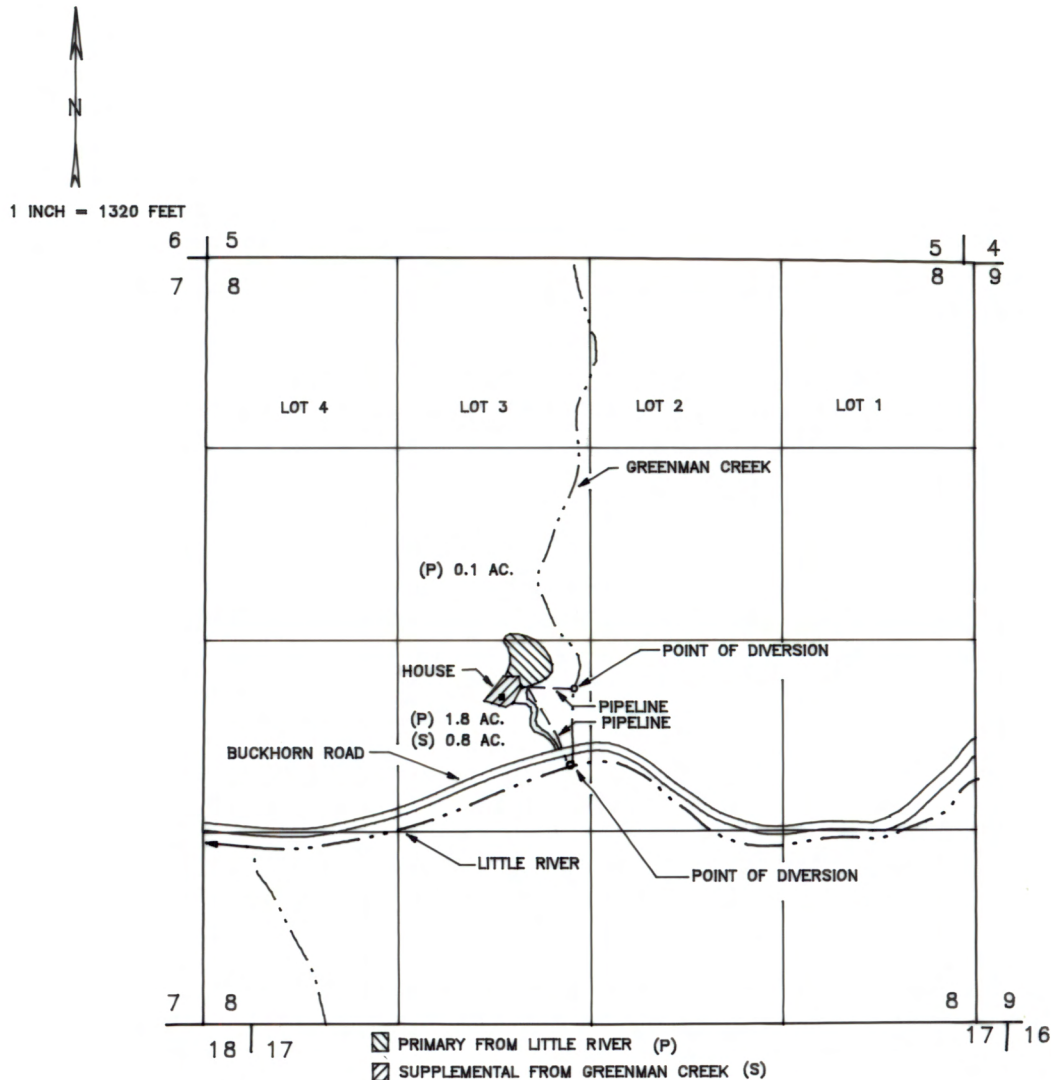 N
1 INCH = 1320 FEET
6 5
5 4
7 8
8 9
LOT 4
LOT 3
LOT 2
LOT 1
GREENMAN CREEK
(P) 0.1 AC.
POINT OF DIVERSION
HOUSE
PIPELINE
(P) 1.8 AC.
PIPELINE
(S) 0.8 AC.
BUCKHORN ROAD
LITTLE RIVER
POINT OF DIVERSION
7 8
8 9
18 17
17 16
PRIMARY FROM LITTLE RIVER (P)
SUPPLEMENTAL FROM GREENMAN CREEK (S)